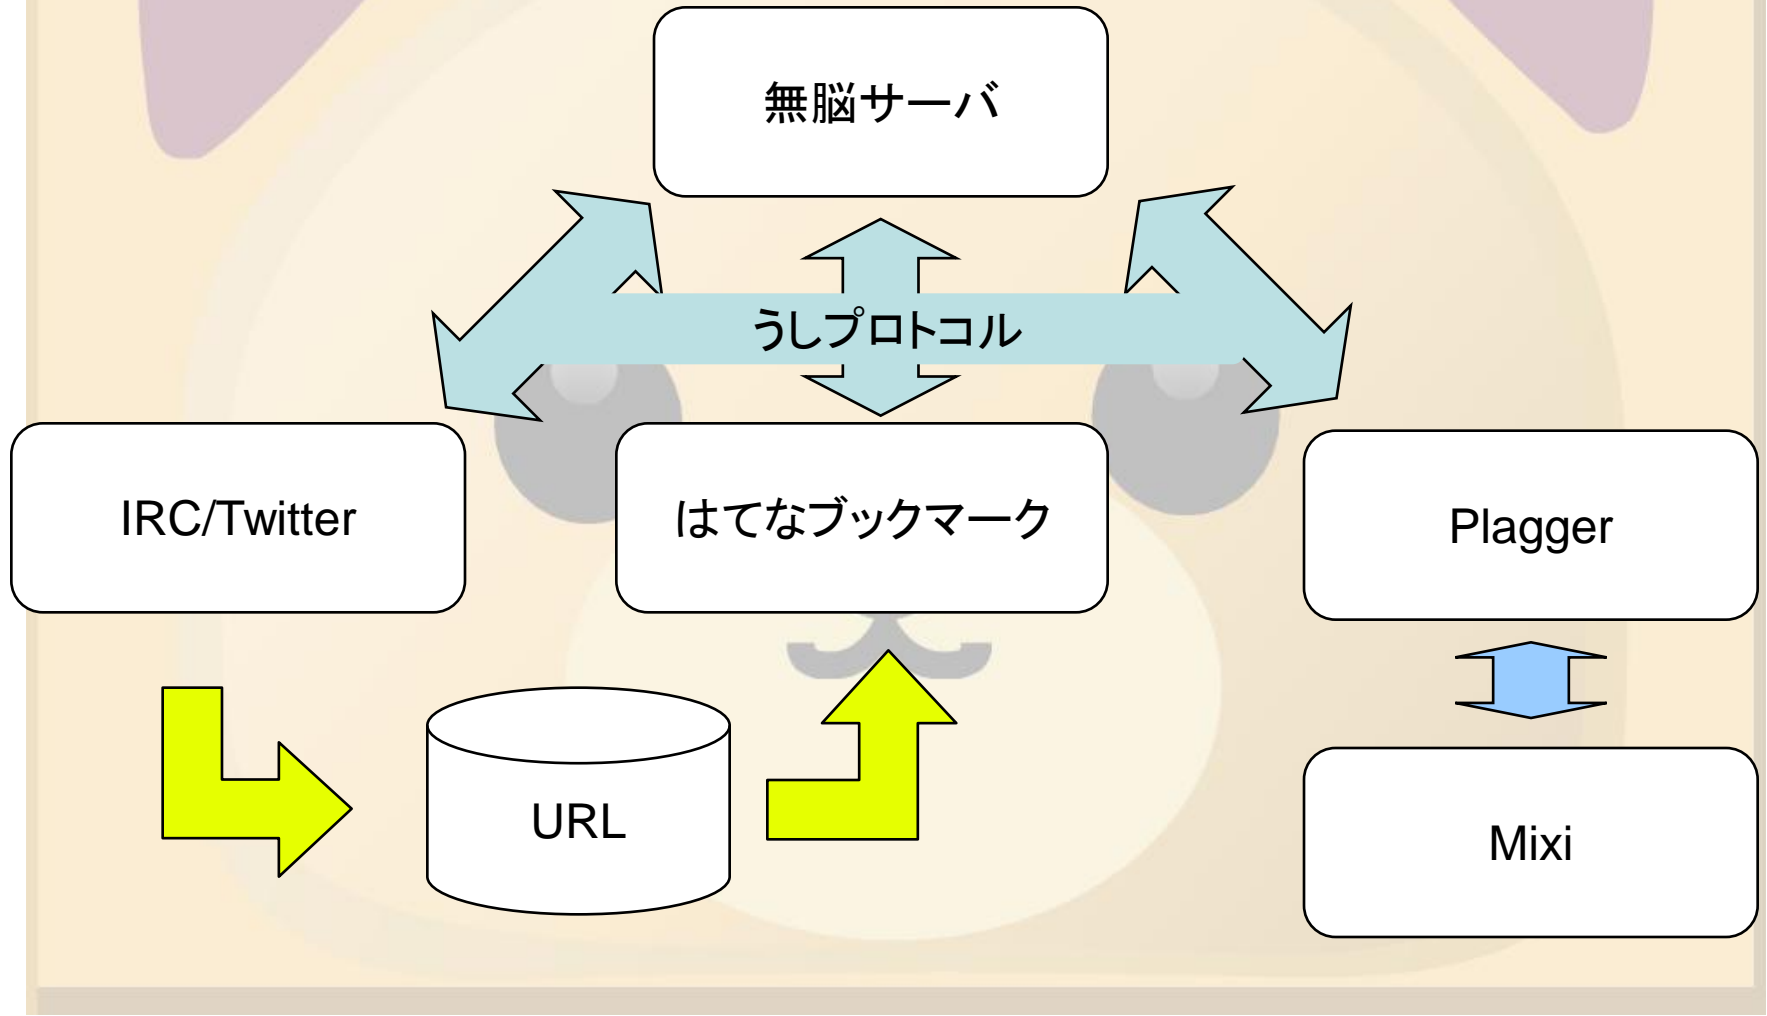 無脳サーバ
うしプロトコル
IRC/Twitter
はてなブックマーク
Plagger
URL
Mixi